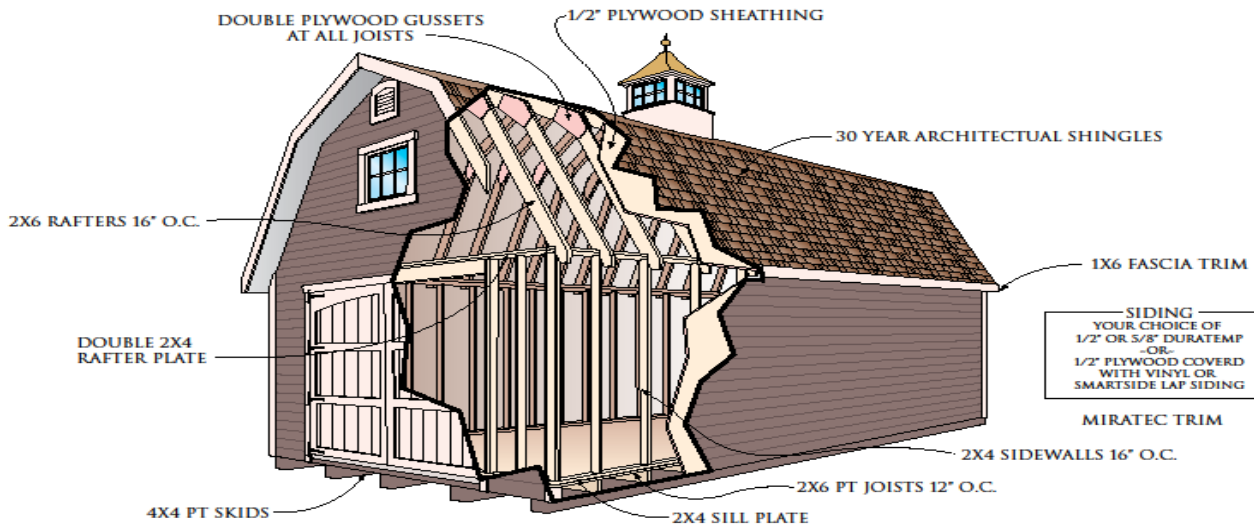 DOUBLE PLYWOOD GUSSETS
AT ALL JOISTS
1/2" PLYWOOD SHEATHING
30 YEAR ARCHITECTUAL SHINGLES
2X6 RAFTERS 16" O.C.
1X6 FASCIA TRIM
SIDING
YOUR CHOICE OF
1/2" OR 5/8" DURATEMP
-OR-
1/2" PLYWOOD COVERD
WITH VINYL OR
SMARTSIDE LAP SIDING
DOUBLE 2X4
RAFTER PLATE
MIRATEC TRIM
2X4 SIDEWALLS 16" O.C.
2X6 PT JOISTS 12" O.C.
4X4 PT SKIDS
2X4 SILL PLATE